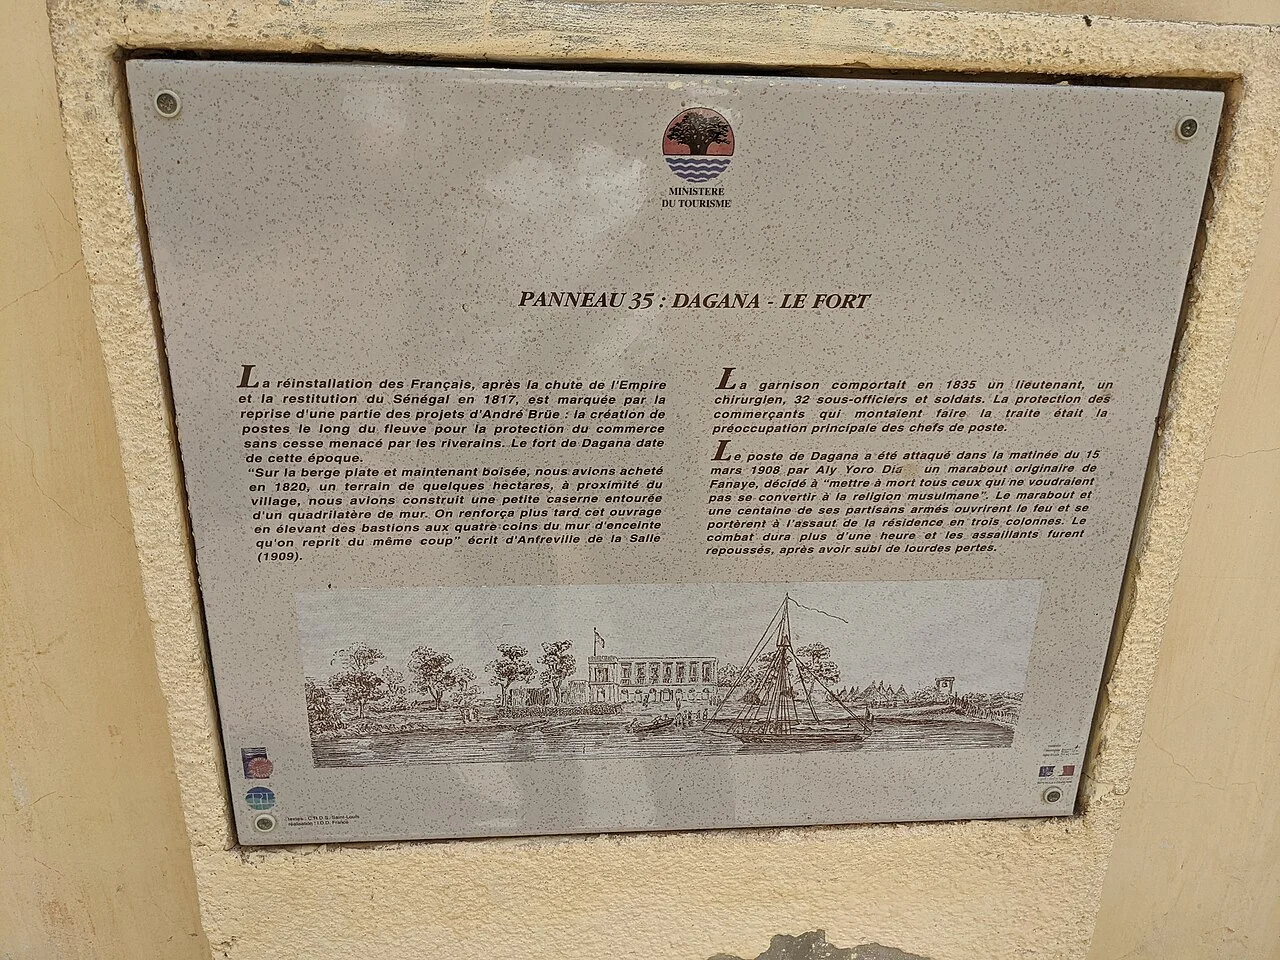 MINISTERE
DU TOURISME
PANNEAU 35 : DAGANA - LE FORT
La réinstallation des Français, après la chute de l'Empire
et la restitution du Sénégal en 1817, est marquée par la
reprise d'une partie des projets d'André Brüe : la création de
postes le long du fleuve pour la protection du commerce
sans cesse menacé par les riverains. Le fort de Dagana date
de cette époque.
"Sur la berge plate et maintenant boisée, nous avions acheté
en 1820, un terrain de quelques hectares, à proximité du
village, nous avions construit une petite caserne entourée
d'un quadrilatère de mur. On renforça plus tard cet ouvrage
en élevant des bastions aux quatre coins du mur d'enceinte
qu'on reprit du même coup" écrit d'Anfreville de la Salle
(1909).
La garnison comportait en 1835 un lieutenant, un
chirurgien, 32 sous-officiers et soldats. La protection des
commerçants qui montaient faire la traite était la
préoccupation principale des chefs de poste.
Le poste de Dagana a été attaqué dans la matinée du 15
mars 1908 par Aly Yoro Dia un marabout originaire de
Fanaye, décidé à "mettre à mort tous ceux qui ne voudraient
pas se convertir à la religion musulmane". Le marabout et
une centaine de ses partisans armés ouvrirent le feu et se
portèrent à l'assaut de la résidence en trois colonnes. Le
combat dura plus d'une heure et les assaillants furent
repoussés, après avoir subi de lourdes pertes.
textes : C.R.D.S. Saint-Louis
réalisation : I.D.D. France